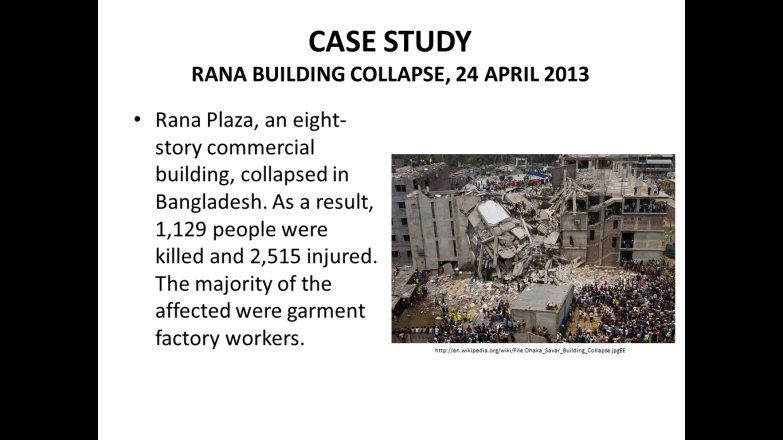 CASE STUDY
RANA BUILDING COLLAPSE, 24 APRIL 2013
• Rana Plaza, an eight-
story commercial
building, collapsed in
Bangladesh. As a result,
1,129 people were
killed and 2,515 injured.
The majority of the
affected were garment
factory workers.
http://en.wikipedia.org/wiki/File:Dhaka_Savar_Building_Collapse.jpgEE